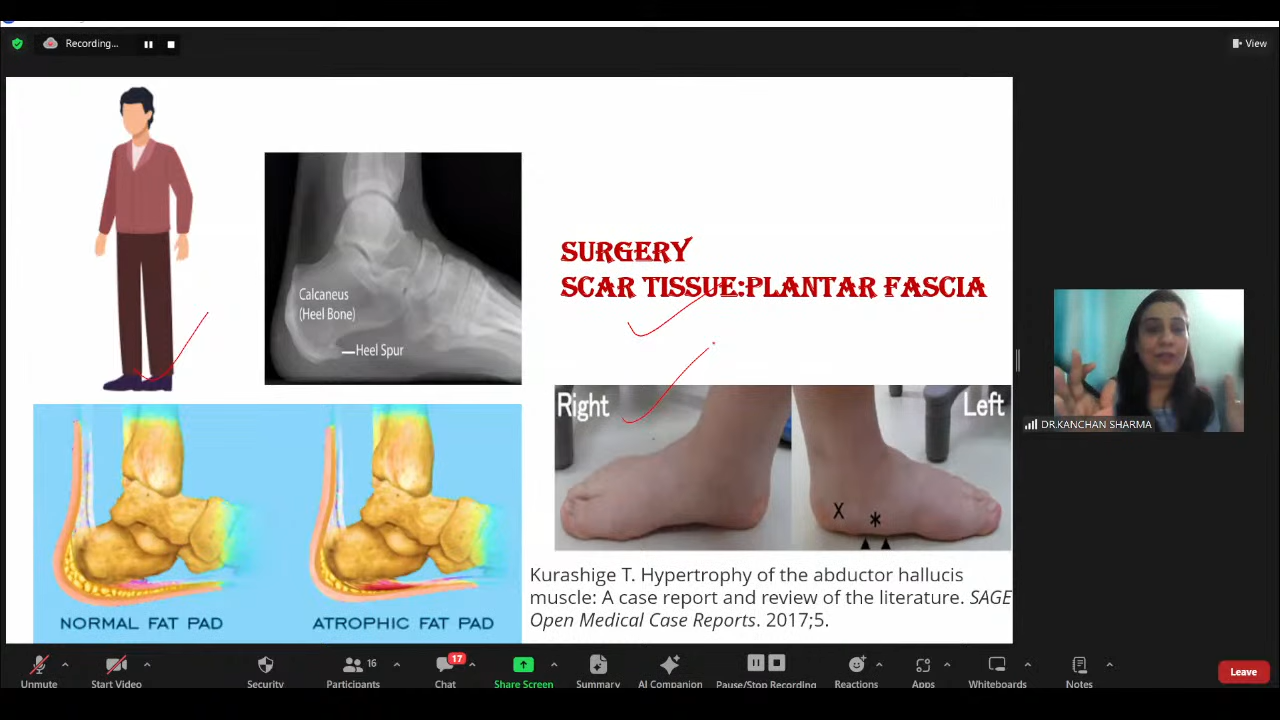 Recording...
View
SURGERY
SCAR TISSUE:PLANTAR FASCIA
Calcaneus
(Heel Bone)
Heel Spur
Right
Left
X
*
NORMAL FAT PAD
ATROPHIC FAT PAD
Kurashige T. Hypertrophy of the abductor hallucis
muscle: A case report and review of the literature. SAGE
Open Medical Case Reports. 2017;5.
DR.KANCHAN SHARMA
16
17
Unmute
Start Video
Security
Participants
Chat
Share Screen
Summary
AI Companion
Pause/Stop Recording
Reactions
Apps
Whiteboards
Notes
Leave